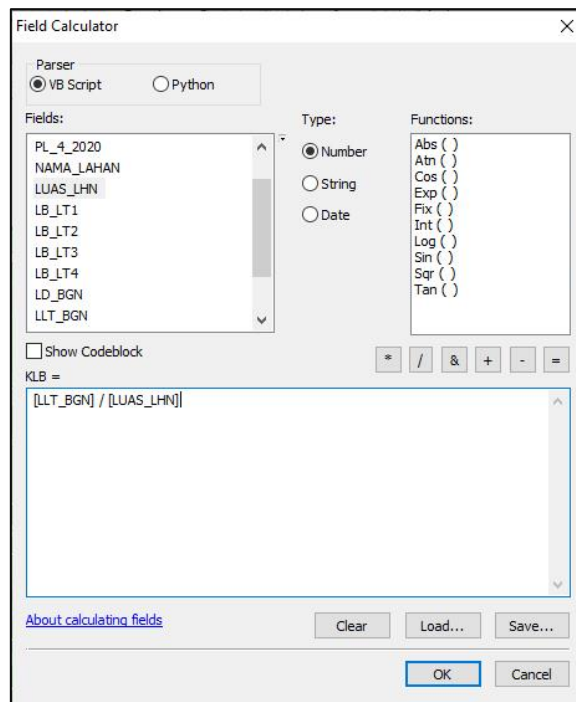 Field Calculator
Parser
VB Script Python
Fields:
PL_4_2020
NAMA_LAHAN
LUAS_LHN
LB_LT1
LB_LT2
LB_LT3
LB_LT4
LD_BGN
LLT_BGN
Type:
Number
String
Date
Functions:
Abs ( )
Atn ( )
Cos ( )
Exp ( )
Fix ( )
Int ( )
Log ( )
Sin ( )
Sqr ( )
Tan ( )
Show Codeblock
* / & + - =
KLB =
[LLT_BGN] / [LUAS_LHN]
About calculating fields
Clear Load... Save...
OK Cancel